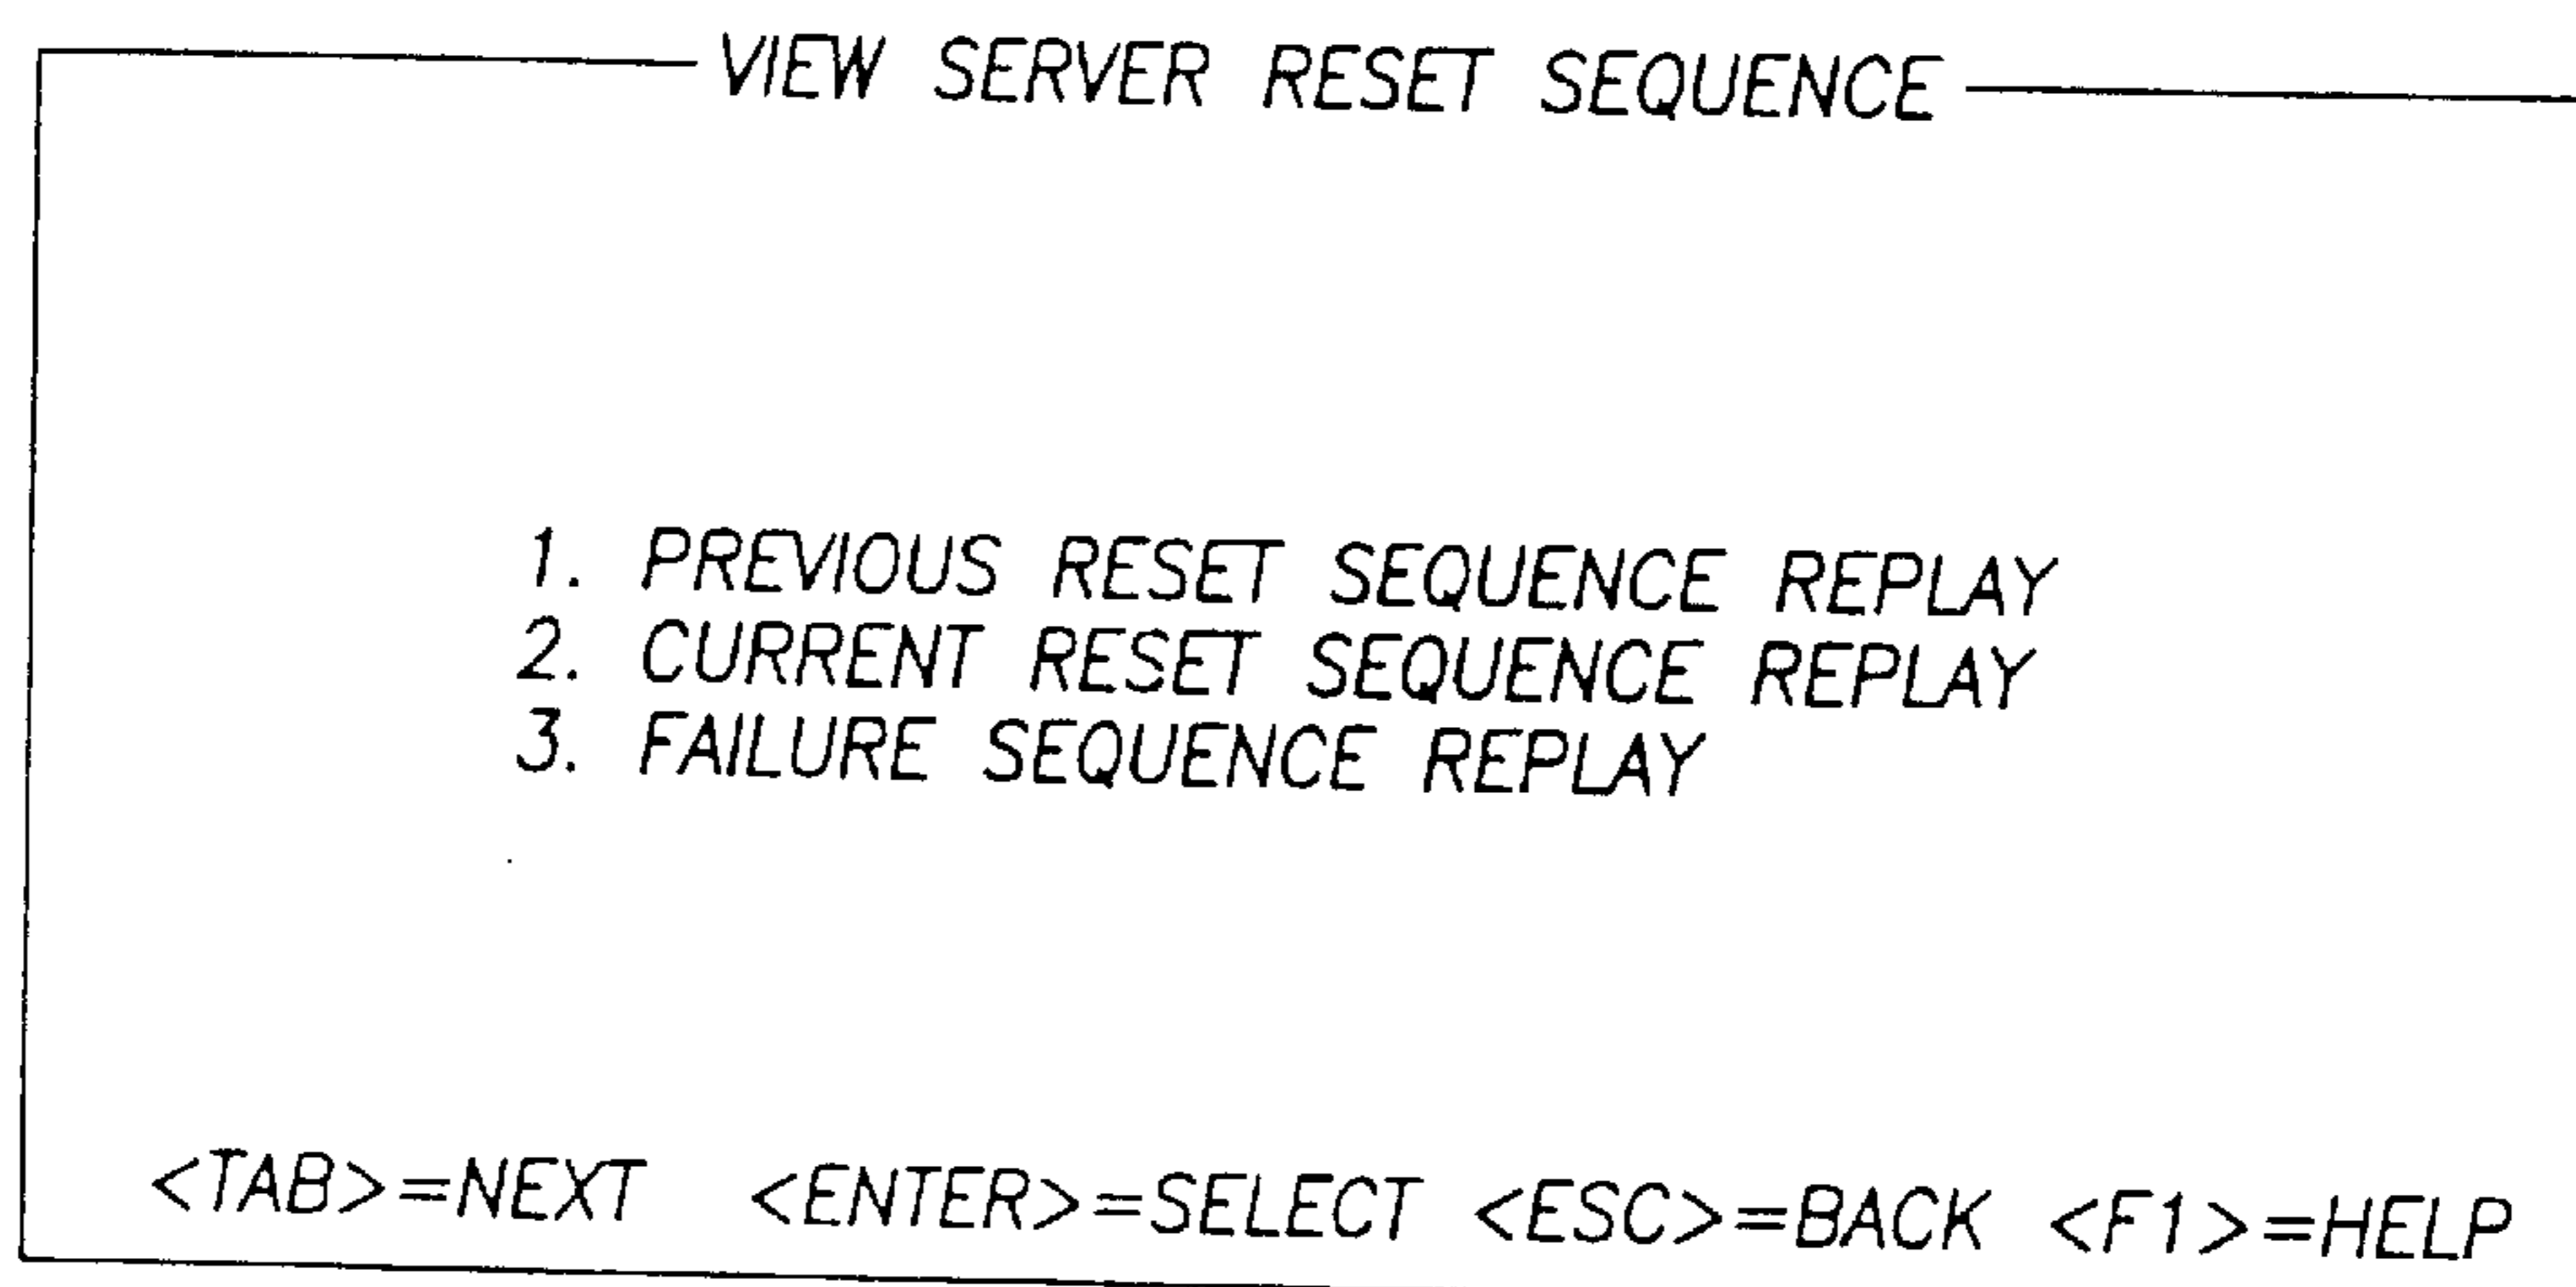 VIEW SERVER RESET SEQUENCE
1. PREVIOUS RESET SEQUENCE REPLAY
2. CURRENT RESET SEQUENCE REPLAY
3. FAILURE SEQUENCE REPLAY
<TAB>=NEXT <ENTER>=SELECT <ESC>=BACK <F1>=HELP